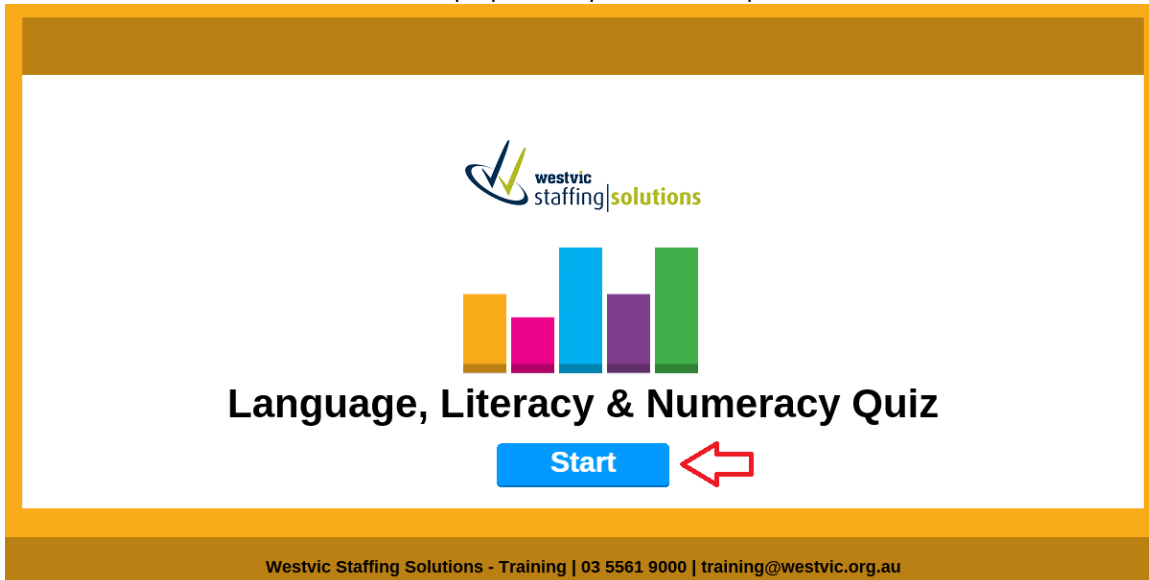 westvic
staffing|solutions
Language, Literacy & Numeracy Quiz
Start
Westvic Staffing Solutions - Training | 03 5561 9000 | training@westvic.org.au